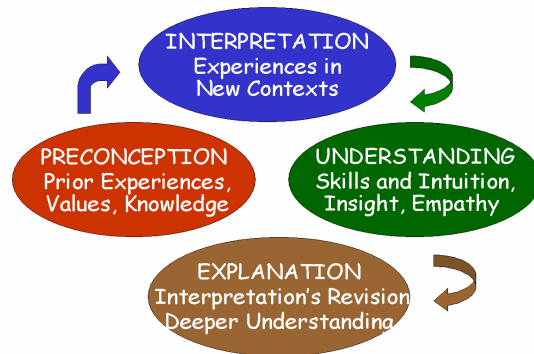 INTERPRETATION
Experiences in
New Contexts
PRECONCEPTION
Prior Experiences,
Values, Knowledge
UNDERSTANDING
Skills and Intuition,
Insight, Empathy
EXPLANATION
Interpretation's Revision
Deeper Understanding